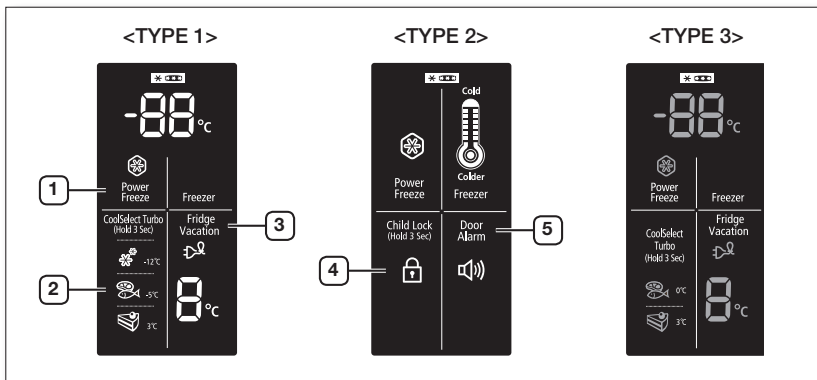 <TYPE 1>
<TYPE 2>
<TYPE 3>
-88°C
Power
Freeze
Freezer
CoolSelect Turbo
(Hold 3 Sec)
Fridge
Vacation
-12℃
-5℃
3℃
8°C
1
2
3
Cold
Colder
Power
Freeze
Freezer
Child Lock
(Hold 3 Sec)
Door
Alarm
4
5
-88°C
Power
Freeze
Freezer
CoolSelect
Turbo
(Hold 3 Sec)
Fridge
Vacation
0℃
3℃
8°C